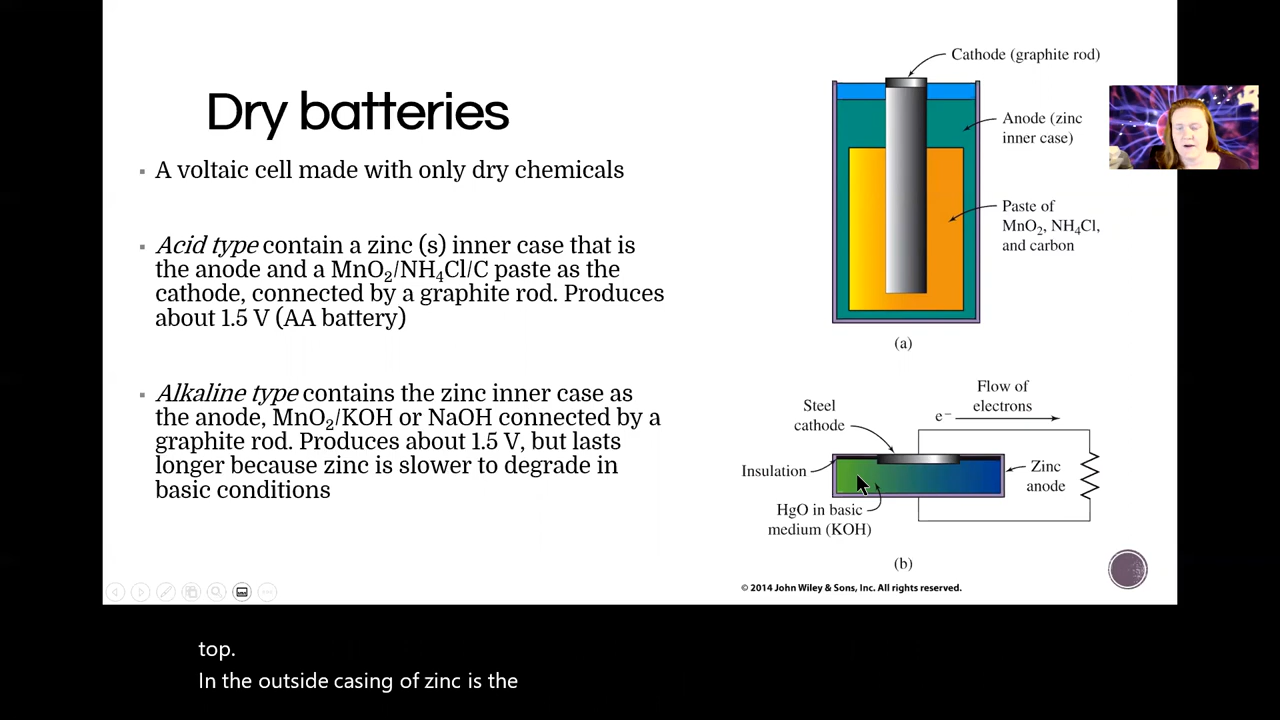 Dry batteries
▪ A voltaic cell made with only dry chemicals
▪ Acid type contain a zinc (s) inner case that is
the anode and a MnO₂/NH₄Cl/C paste as the
cathode, connected by a graphite rod. Produces
about 1.5 V (AA battery)
▪ Alkaline type contains the zinc inner case as
the anode, MnO₂/KOH or NaOH connected by a
graphite rod. Produces about 1.5 V, but lasts
longer because zinc is slower to degrade in
basic conditions
Cathode (graphite rod)
Anode (zinc
inner case)
Paste of
MnO₂, NH₄Cl,
and carbon
(a)
Flow of
electrons
e⁻
Steel
cathode
Insulation
Zinc
anode
HgO in basic
medium (KOH)
(b)
© 2014 John Wiley & Sons, Inc. All rights reserved.
top.
In the outside casing of zinc is the